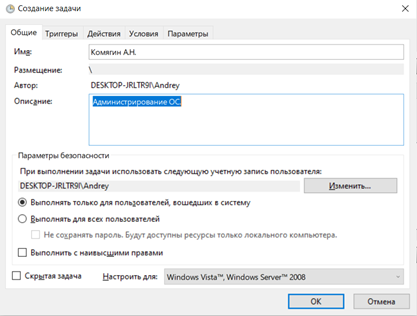 Создание задачи
Общие Триггеры Действия Условия Параметры
Имя: Комягин А.Н.
Размещение: \
Автор: DESKTOP-JRLTR9I\Andrey
Описание: Администрирование ОС
Параметры безопасности
При выполнении задачи использовать следующую учетную запись пользователя:
DESKTOP-JRLTR9I\Andrey Изменить...
Выполнять только для пользователей, вошедших в систему
Выполнять для всех пользователей
Не сохранять пароль. Будут доступны ресурсы только локального компьютера.
Выполнить с наивысшими правами
Скрытая задача Настроить для: Windows Vista™, Windows Server™ 2008
ОК Отмена